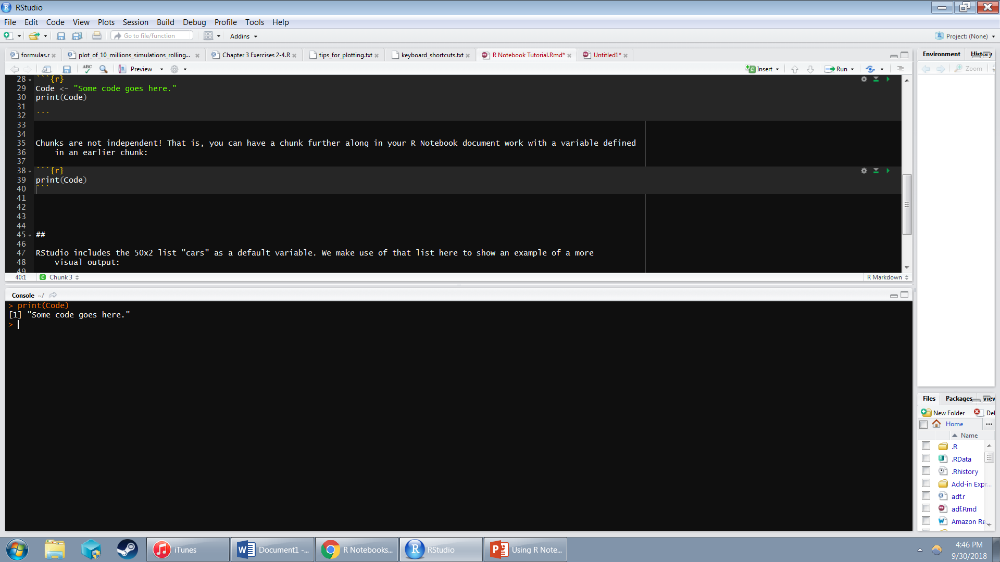 RStudio
File Edit Code View Plots Session Build Debug Profile Tools Help
Go to file/function Addins Project: (None)
formulas.r plot_of_10_millions_simulations_rolling... Chapter 3 Exercises 2-4.R tips_for_plotting.txt keyboard_shortcuts.txt R Notebook Tutorial.Rmd* Untitled1*
ABC Preview Insert Run
28 ```{r}
29 Code <- "Some code goes here."
30 print(Code)
31
32 ```
33
34
35 Chunks are not independent! That is, you can have a chunk further along in your R Notebook document work with a variable defined
36 in an earlier chunk:
37
38 ```{r}
39 print(Code)
40 ```
41
42
43
44
45 ##
46
47 RStudio includes the 50x2 list "cars" as a default variable. We make use of that list here to show an example of a more
48 visual output:
49
40:1 C Chunk 3 R Markdown
Console ~/
> print(Code)
[1] "Some code goes here."
>
Environment History
Zoom
Files Packages View
New Folder Del
Home ...
Name
.R
.RData
.Rhistory
Add-in Expr...
adf.r
adf.Rmd
Amazon Re...
iTunes
Document1 -...
R Notebooks...
RStudio
Using R Note...
4:46 PM
9/30/2018